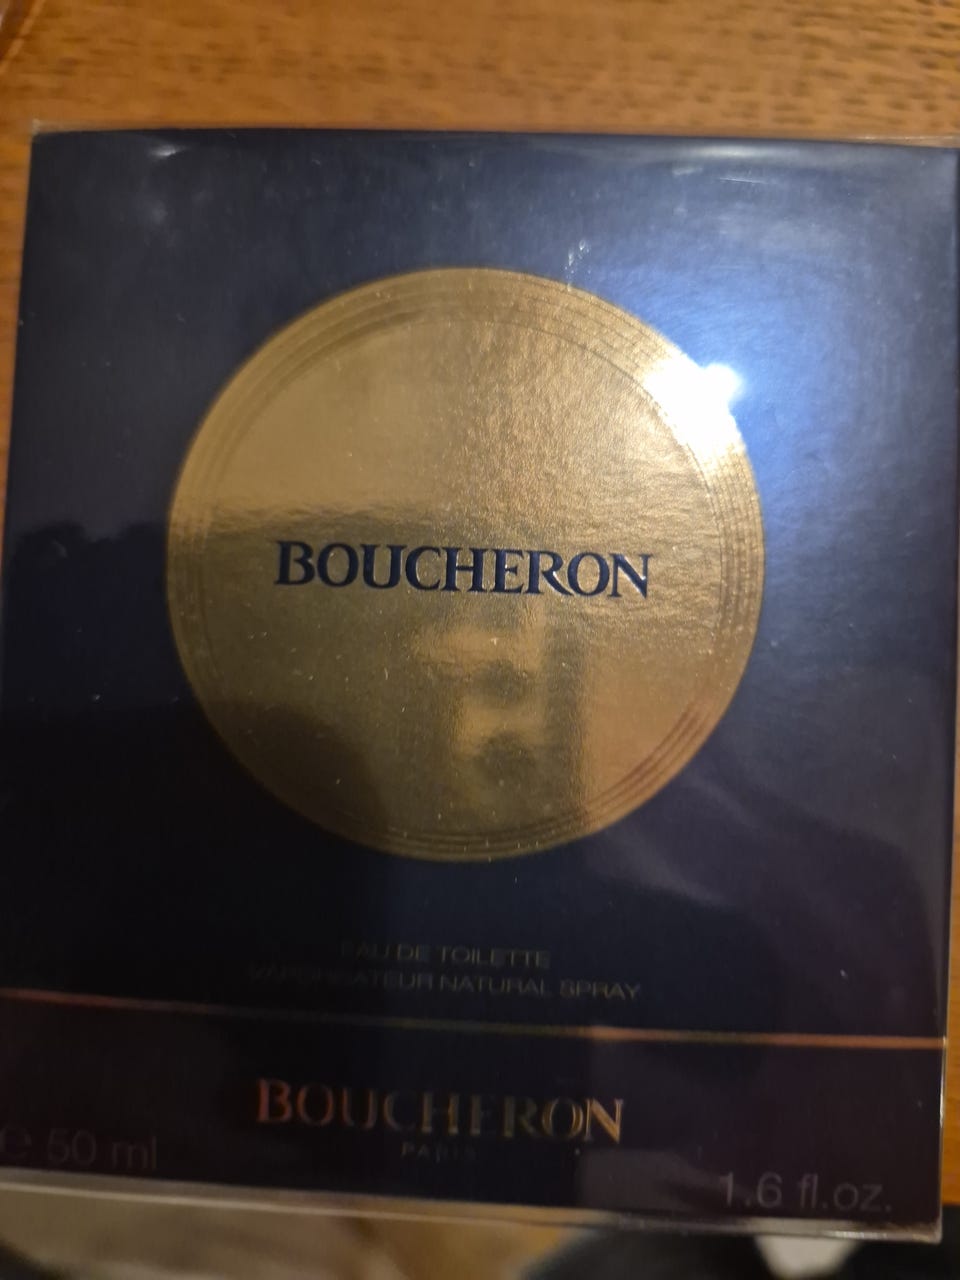 BOUCHERON
EAU DE TOILETTE
VAPORISATEUR NATURAL SPRAY
BOUCHERON
PARIS
e 50 ml
1.6 fl.oz.